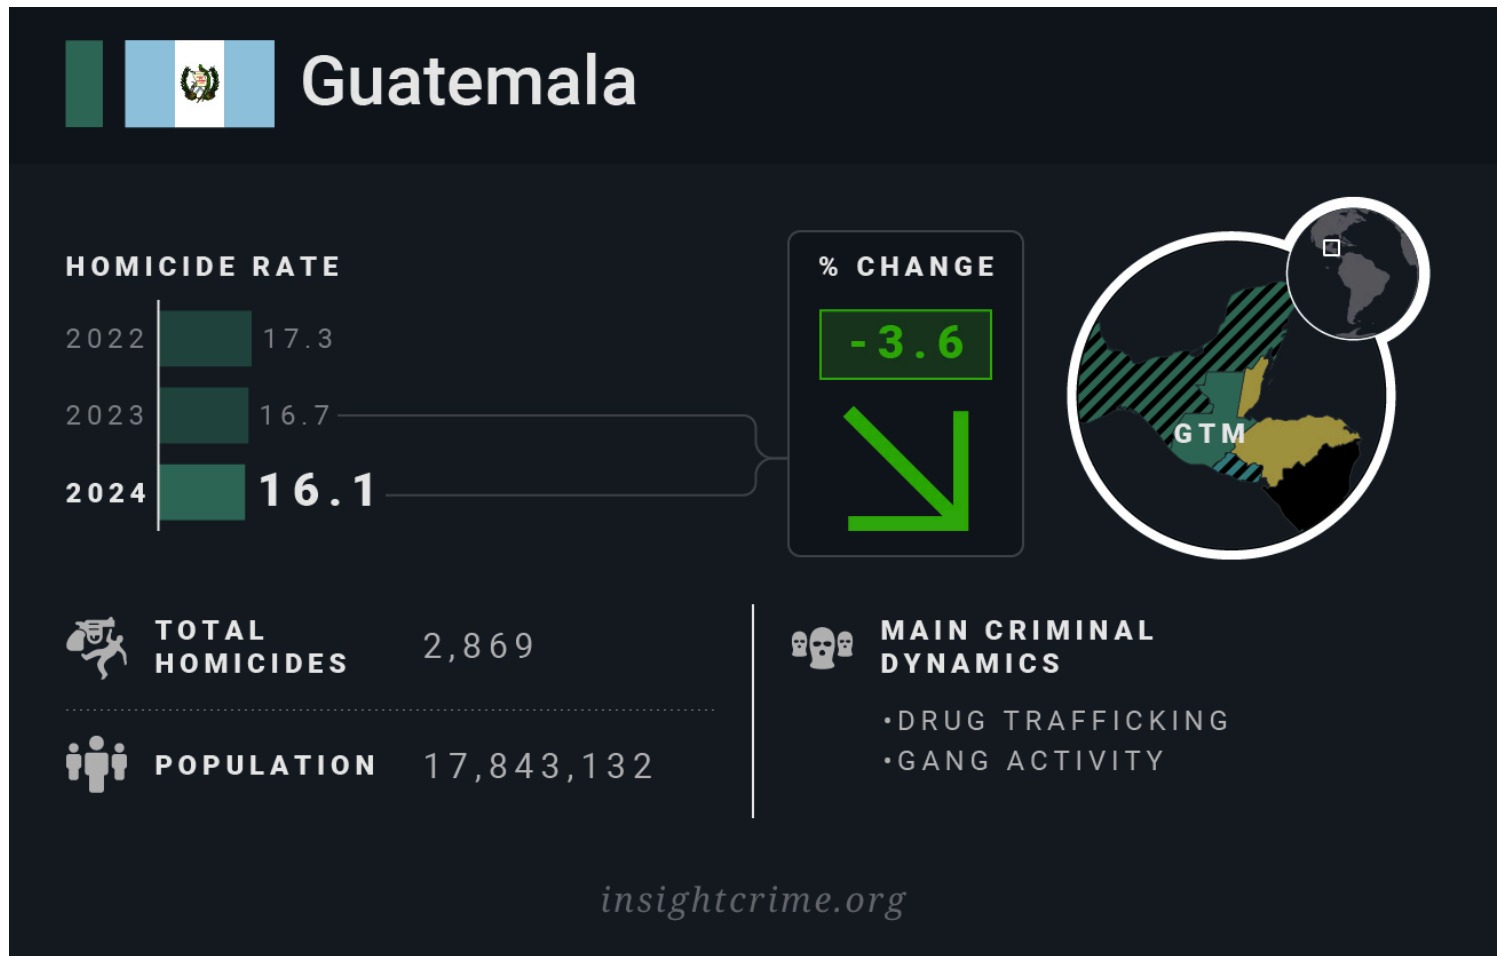 Guatemala
HOMICIDE RATE
2022 17.3
2023 16.7
2024 16.1
% CHANGE
-3.6
GTM
TOTAL
HOMICIDES
2,869
POPULATION 17,843,132
MAIN CRIMINAL
DYNAMICS
•DRUG TRAFFICKING
•GANG ACTIVITY
insightcrime.org